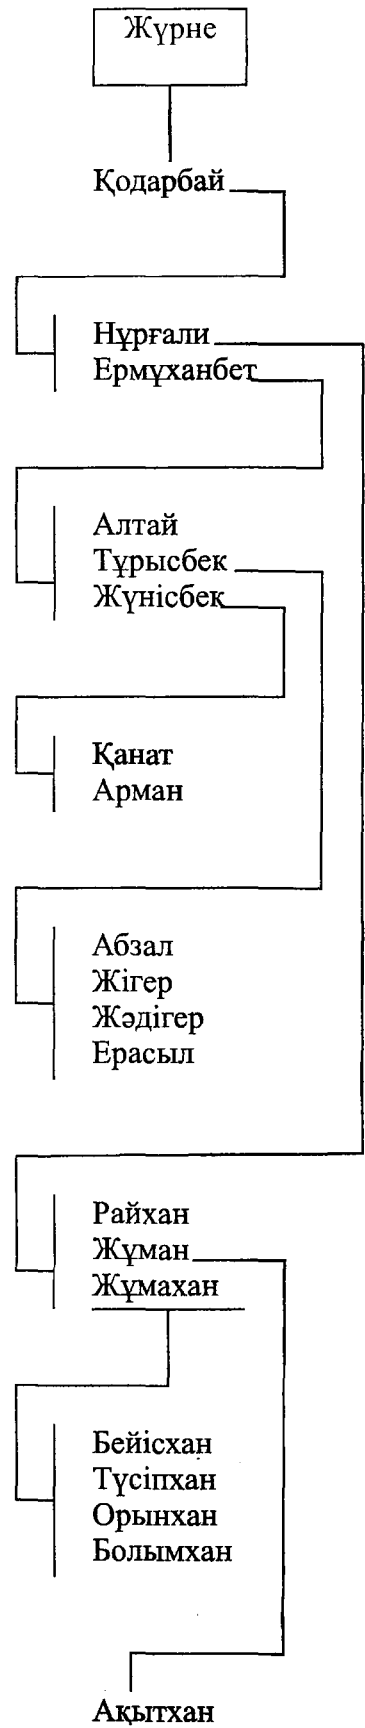 Жүрне
Қодарбай
Нұрғали
Ермұханбет
Алтай
Тұрысбек
Жүнісбек
Қанат
Арман
Абзал
Жігер
Жәдігер
Ерасыл
Райхан
Жұман
Жұмахан
Бейісхан
Түсіпхан
Орынхан
Болымхан
Ақытхан